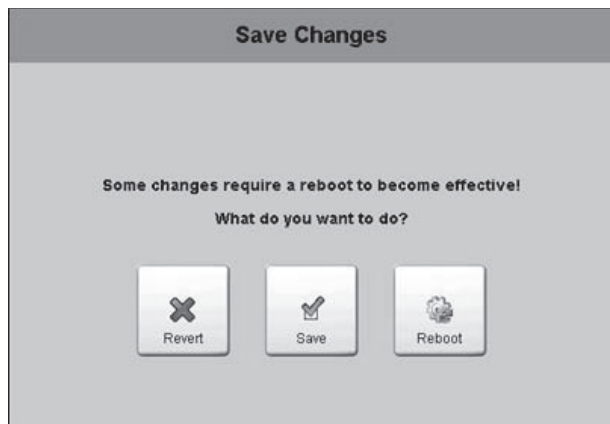 Save Changes
Some changes require a reboot to become effective!
What do you want to do?
Revert
Save
Reboot